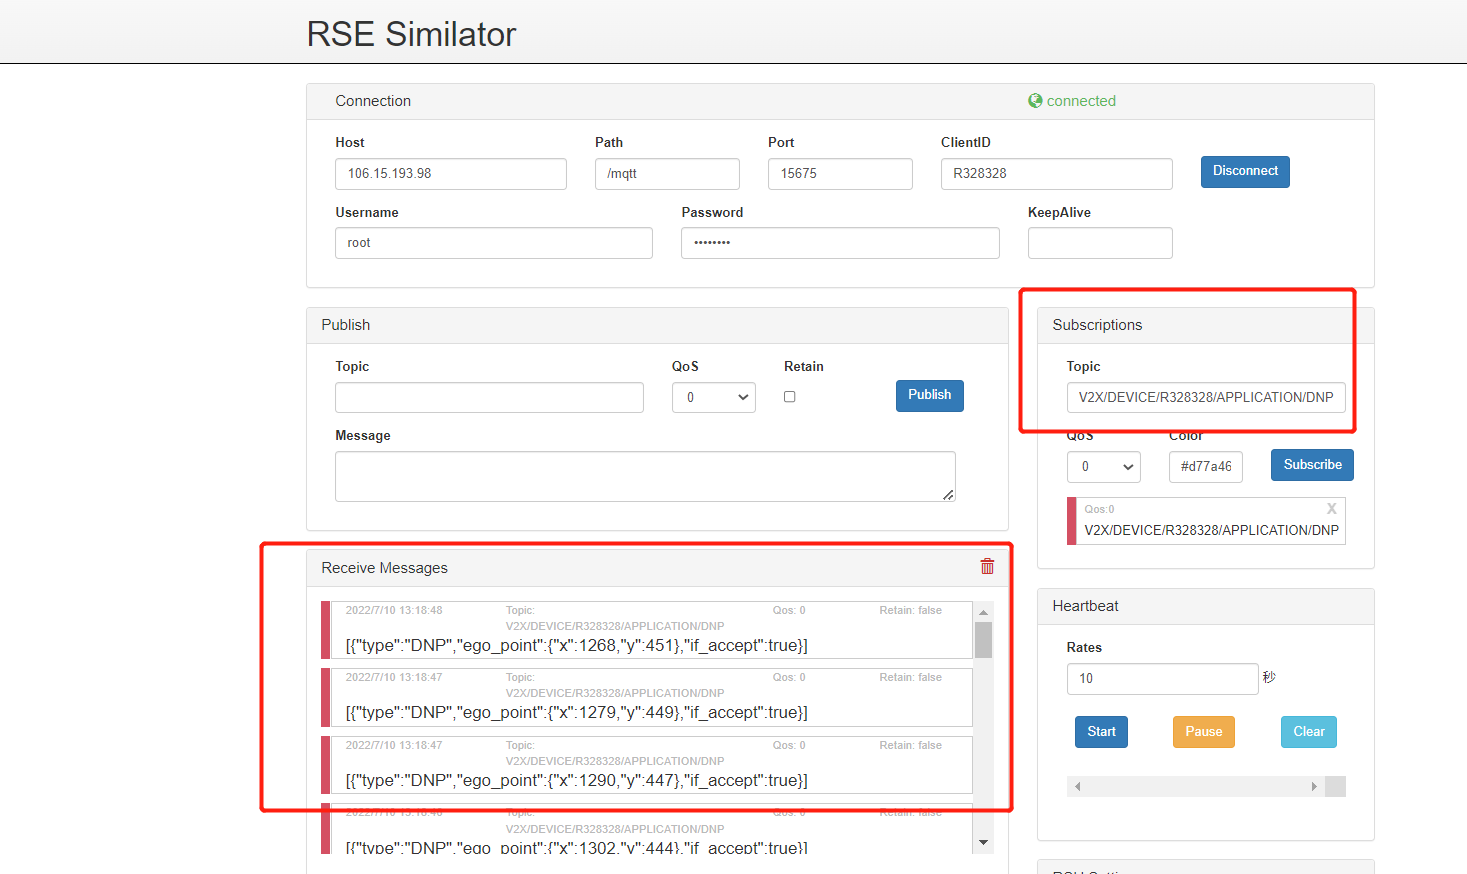 RSE Similator
Connection
connected
Host
Path
Port
ClientID
106.15.193.98
/mqtt
15675
R328328
Disconnect
Username
Password
KeepAlive
root
••••••••
Publish
Topic
QoS
Retain
0
Publish
Message
Subscriptions
Topic
V2X/DEVICE/R328328/APPLICATION/DNP
QoS
Color
0
#d77a46
Subscribe
Qos:0
X
V2X/DEVICE/R328328/APPLICATION/DNP
Receive Messages
2022/7/10 13:18:48
Topic:
Qos: 0
Retain: false
V2X/DEVICE/R328328/APPLICATION/DNP
[{"type":"DNP","ego_point":{"x":1268,"y":451},"if_accept":true}]
2022/7/10 13:18:47
Topic:
Qos: 0
Retain: false
V2X/DEVICE/R328328/APPLICATION/DNP
[{"type":"DNP","ego_point":{"x":1279,"y":449},"if_accept":true}]
2022/7/10 13:18:47
Topic:
Qos: 0
Retain: false
V2X/DEVICE/R328328/APPLICATION/DNP
[{"type":"DNP","ego_point":{"x":1290,"y":447},"if_accept":true}]
2022/7/10 13:18:46
Topic:
Qos: 0
Retain: false
V2X/DEVICE/R328328/APPLICATION/DNP
[{"type":"DNP","ego_point":{"x":1302,"y":444},"if_accept":true}]
Heartbeat
Rates
10
秒
Start
Pause
Clear